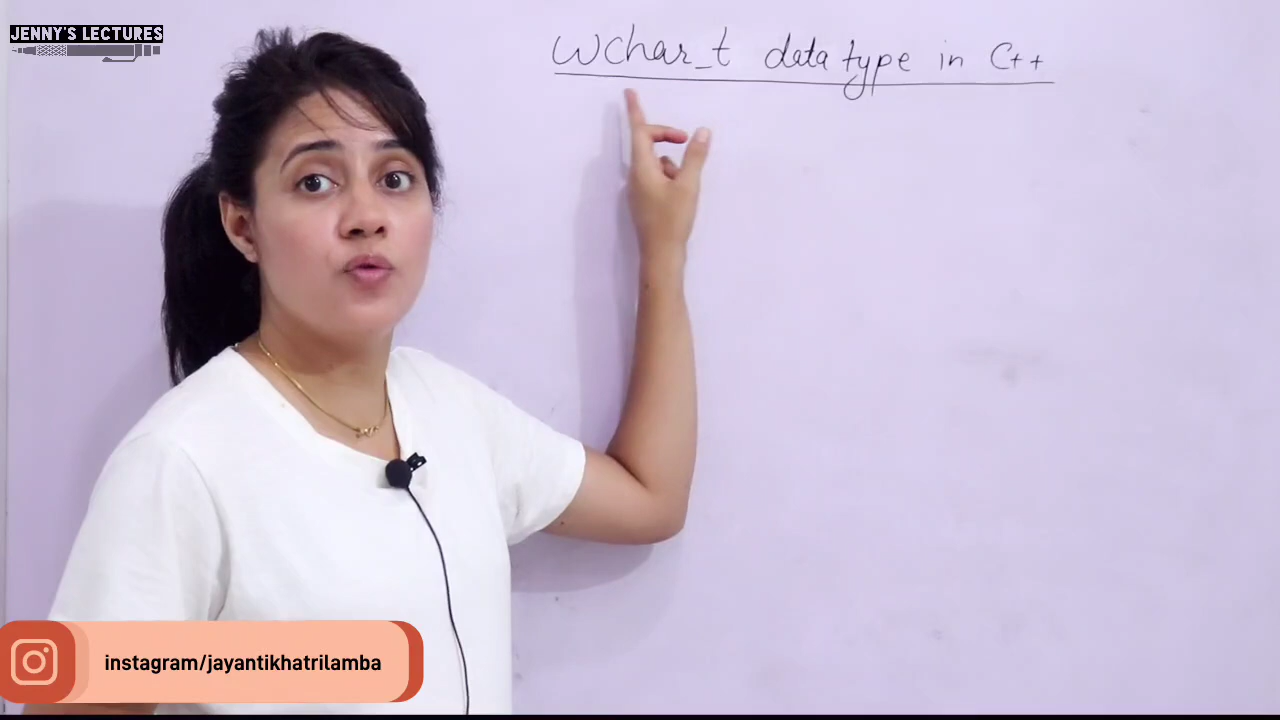 JENNY'S LECTURES
wchar_t data type in C++
instagram/jayantikhatrilamba